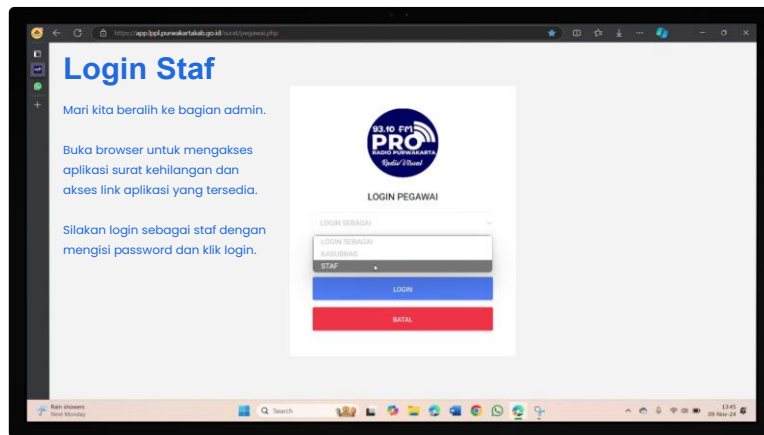 https://app.lppl.purwakartakab.go.id/surat/pegawai.php
Login Staf
Mari kita beralih ke bagian admin.
Buka browser untuk mengakses
aplikasi surat kehilangan dan
akses link aplikasi yang tersedia.
Silakan login sebagai staf dengan
mengisi password dan klik login.
93.10 FM
PRO
RADIO PURWAKARTA
Radio Visual
LOGIN PEGAWAI
LOGIN SEBAGAI
LOGIN SEBAGAI
KASUBBAG
STAF
LOGIN
BATAL
Rain showers
Next Monday
Search
13:45
09-Nov-24